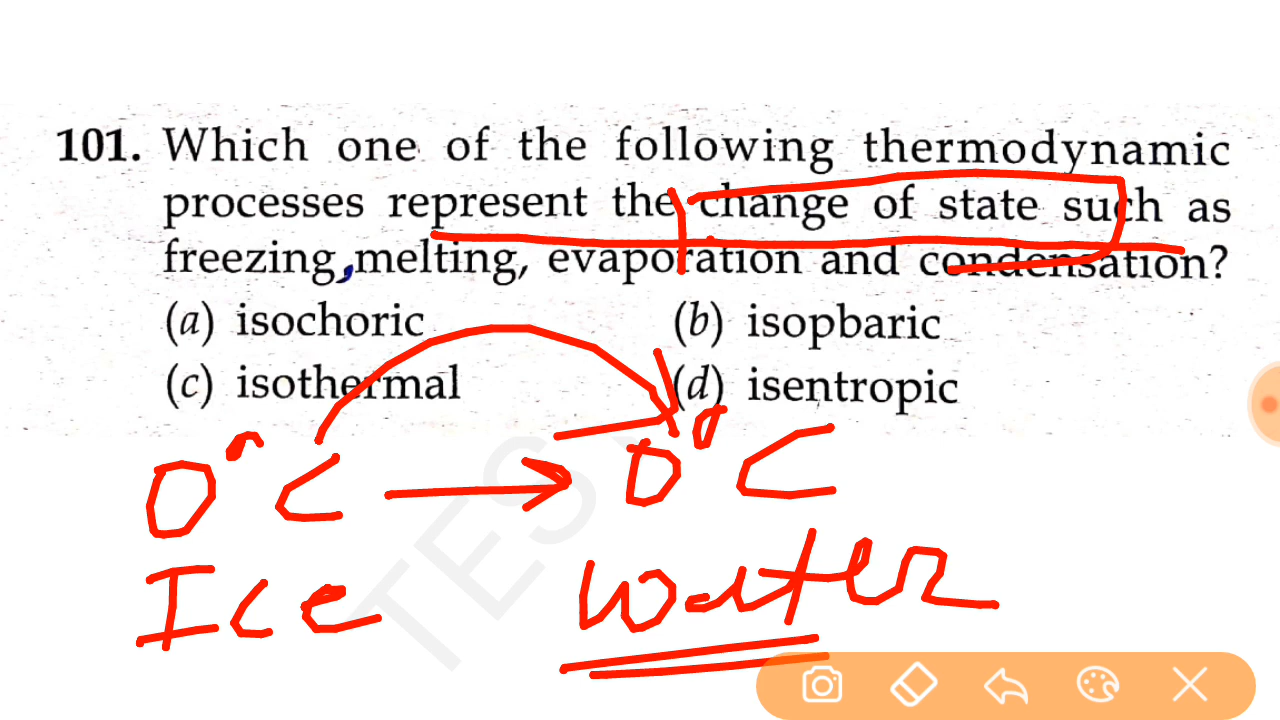 101. Which one of the following thermodynamic
processes represent the change of state such as
freezing, melting, evaporation and condensation?
(a) isochoric (b) isopbaric
(c) isothermal (d) isentropic
0°C → 0°C
Ice Water
TES